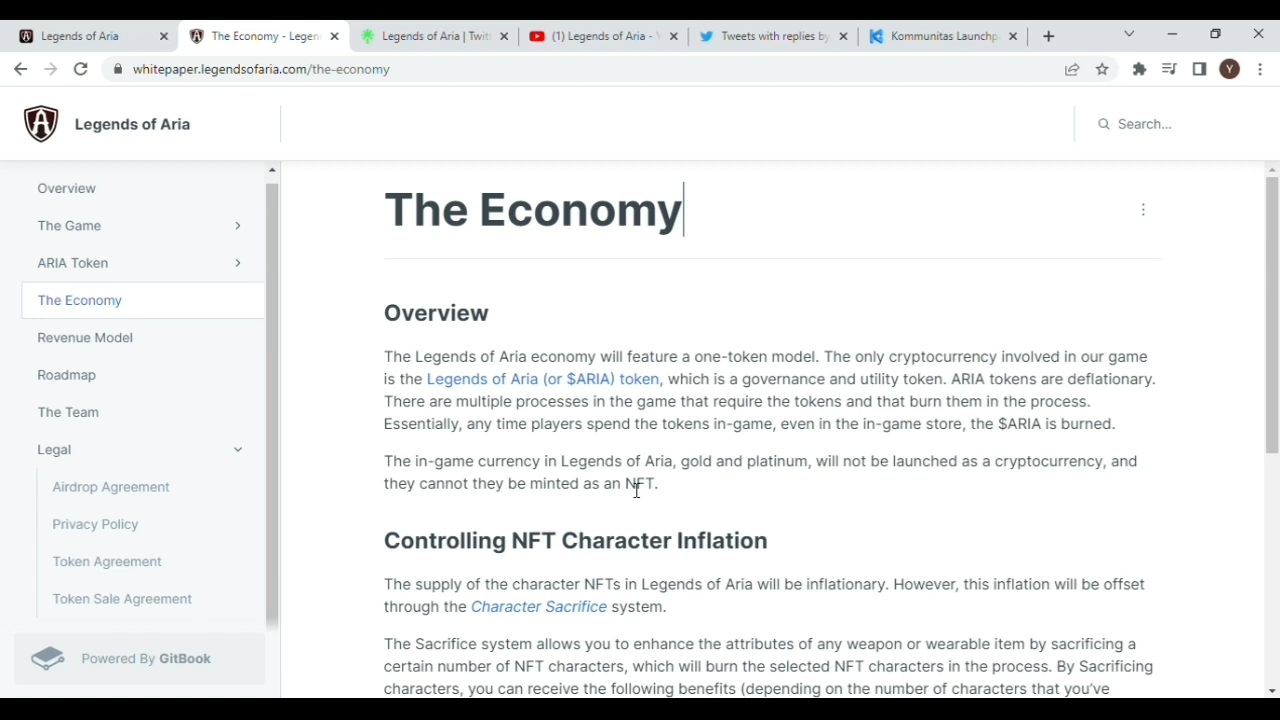 Legends of Aria
The Economy - Legen
Legends of Aria | Twit
(1) Legends of Aria - Y
Tweets with replies by
Kommunitas Launchp
whitepaper.legendsofaria.com/the-economy
Y
Legends of Aria
Search...
Overview
The Game
ARIA Token
The Economy
Revenue Model
Roadmap
The Team
Legal
Airdrop Agreement
Privacy Policy
Token Agreement
Token Sale Agreement
Powered By GitBook
The Economy
Overview
The Legends of Aria economy will feature a one-token model. The only cryptocurrency involved in our game
is the Legends of Aria (or $ARIA) token, which is a governance and utility token. ARIA tokens are deflationary.
There are multiple processes in the game that require the tokens and that burn them in the process.
Essentially, any time players spend the tokens in-game, even in the in-game store, the $ARIA is burned.
The in-game currency in Legends of Aria, gold and platinum, will not be launched as a cryptocurrency, and
they cannot they be minted as an NFT.
Controlling NFT Character Inflation
The supply of the character NFTs in Legends of Aria will be inflationary. However, this inflation will be offset
through the Character Sacrifice system.
The Sacrifice system allows you to enhance the attributes of any weapon or wearable item by sacrificing a
certain number of NFT characters, which will burn the selected NFT characters in the process. By Sacrificing
characters, you can receive the following benefits (depending on the number of characters that you've